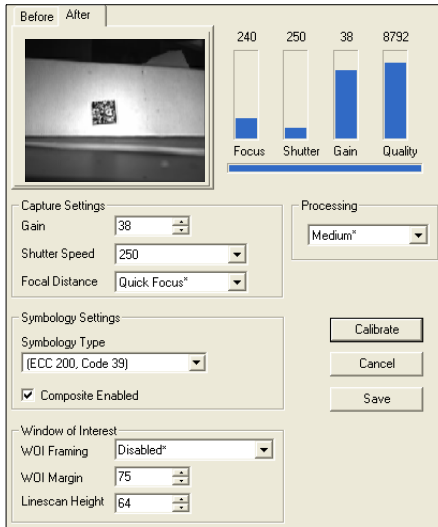 Before After
240 250 38 8792
Focus Shutter Gain Quality
Capture Settings
Gain 38
Shutter Speed 250
Focal Distance Quick Focus*
Processing
Medium*
Symbology Settings
Symbology Type
(ECC 200, Code 39)
Composite Enabled
Calibrate
Cancel
Save
Window of Interest
WOI Framing Disabled*
WOI Margin 75
Linescan Height 64